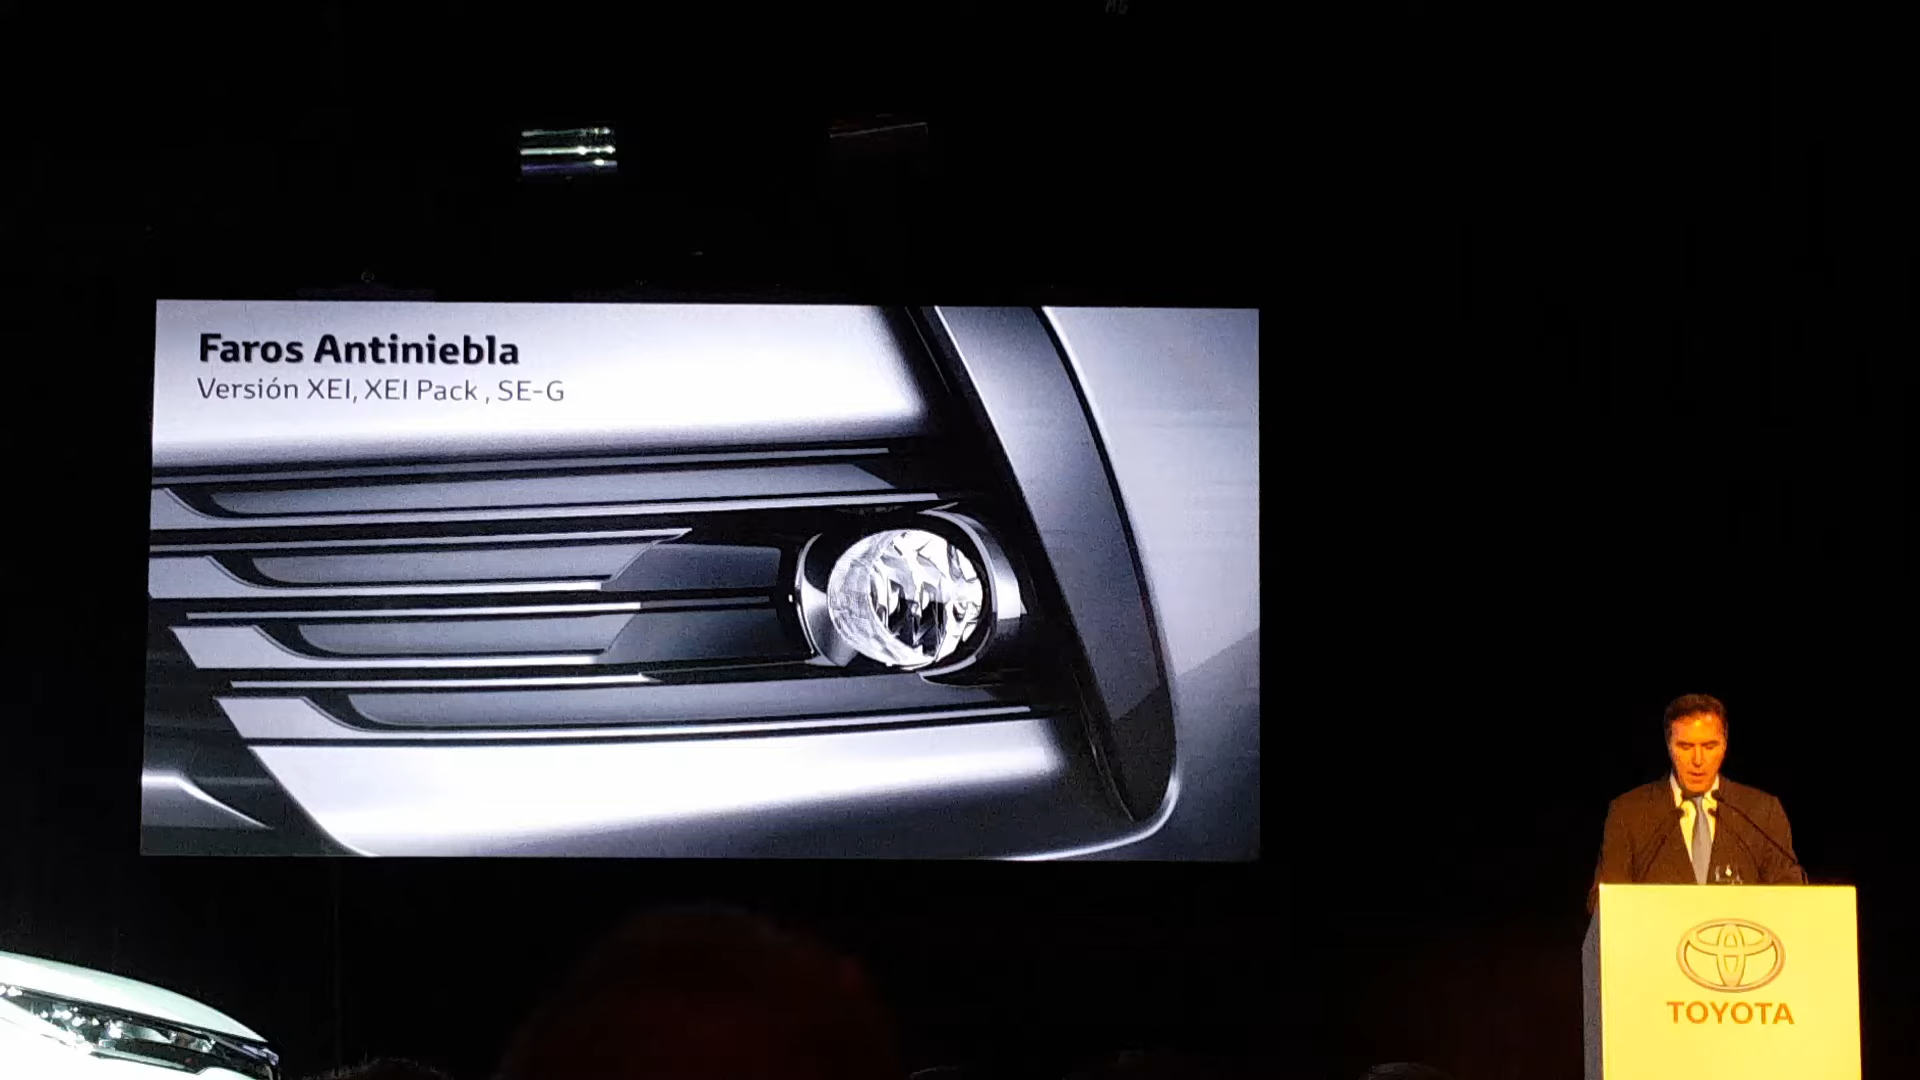 Faros Antiniebla
Versión XEI, XEI Pack , SE-G
TOYOTA